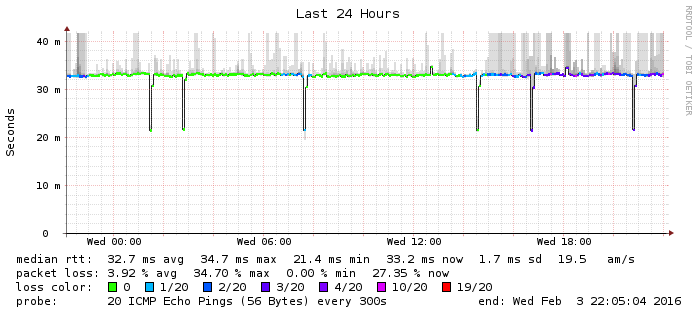 Last 24 Hours
RRDTOOL / TOBI OETIKER
Seconds
40 m
30 m
20 m
10 m
0
Wed 00:00 Wed 06:00 Wed 12:00 Wed 18:00
median rtt: 32.7 ms avg 34.7 ms max 21.4 ms min 33.2 ms now 1.7 ms sd 19.5 am/s
packet loss: 3.92 % avg 34.70 % max 0.00 % min 27.35 % now
loss color: 0 1/20 2/20 3/20 4/20 10/20 19/20
probe: 20 ICMP Echo Pings (56 Bytes) every 300s end: Wed Feb 3 22:05:04 2016